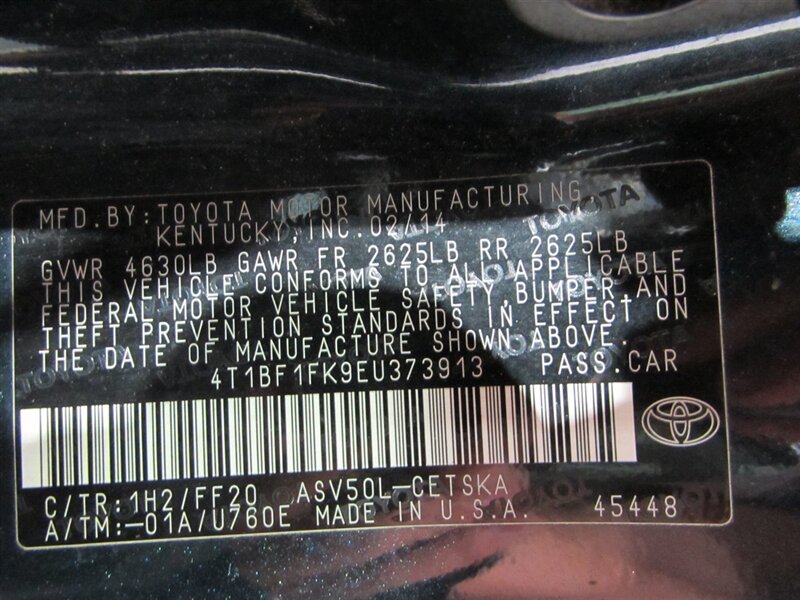 MFD. BY: TOYOTA MOTOR MANUFACTURING
KENTUCKY, INC. 02/14
GVWR 4630LB GAWR FR 2625LB RR 2625LB
THIS VEHICLE CONFORMS TO ALL APPLICABLE
FEDERAL MOTOR VEHICLE SAFETY, BUMPER, AND
THEFT PREVENTION STANDARDS IN EFFECT ON
THE DATE OF MANUFACTURE SHOWN ABOVE.
4T1BF1FK9EU373913 PASS. CAR
C/TR: 1H2/FF20 ASV50L-CETSKA
A/TM: -01A/U760E MADE IN U.S.A. 45448
TOYOTA